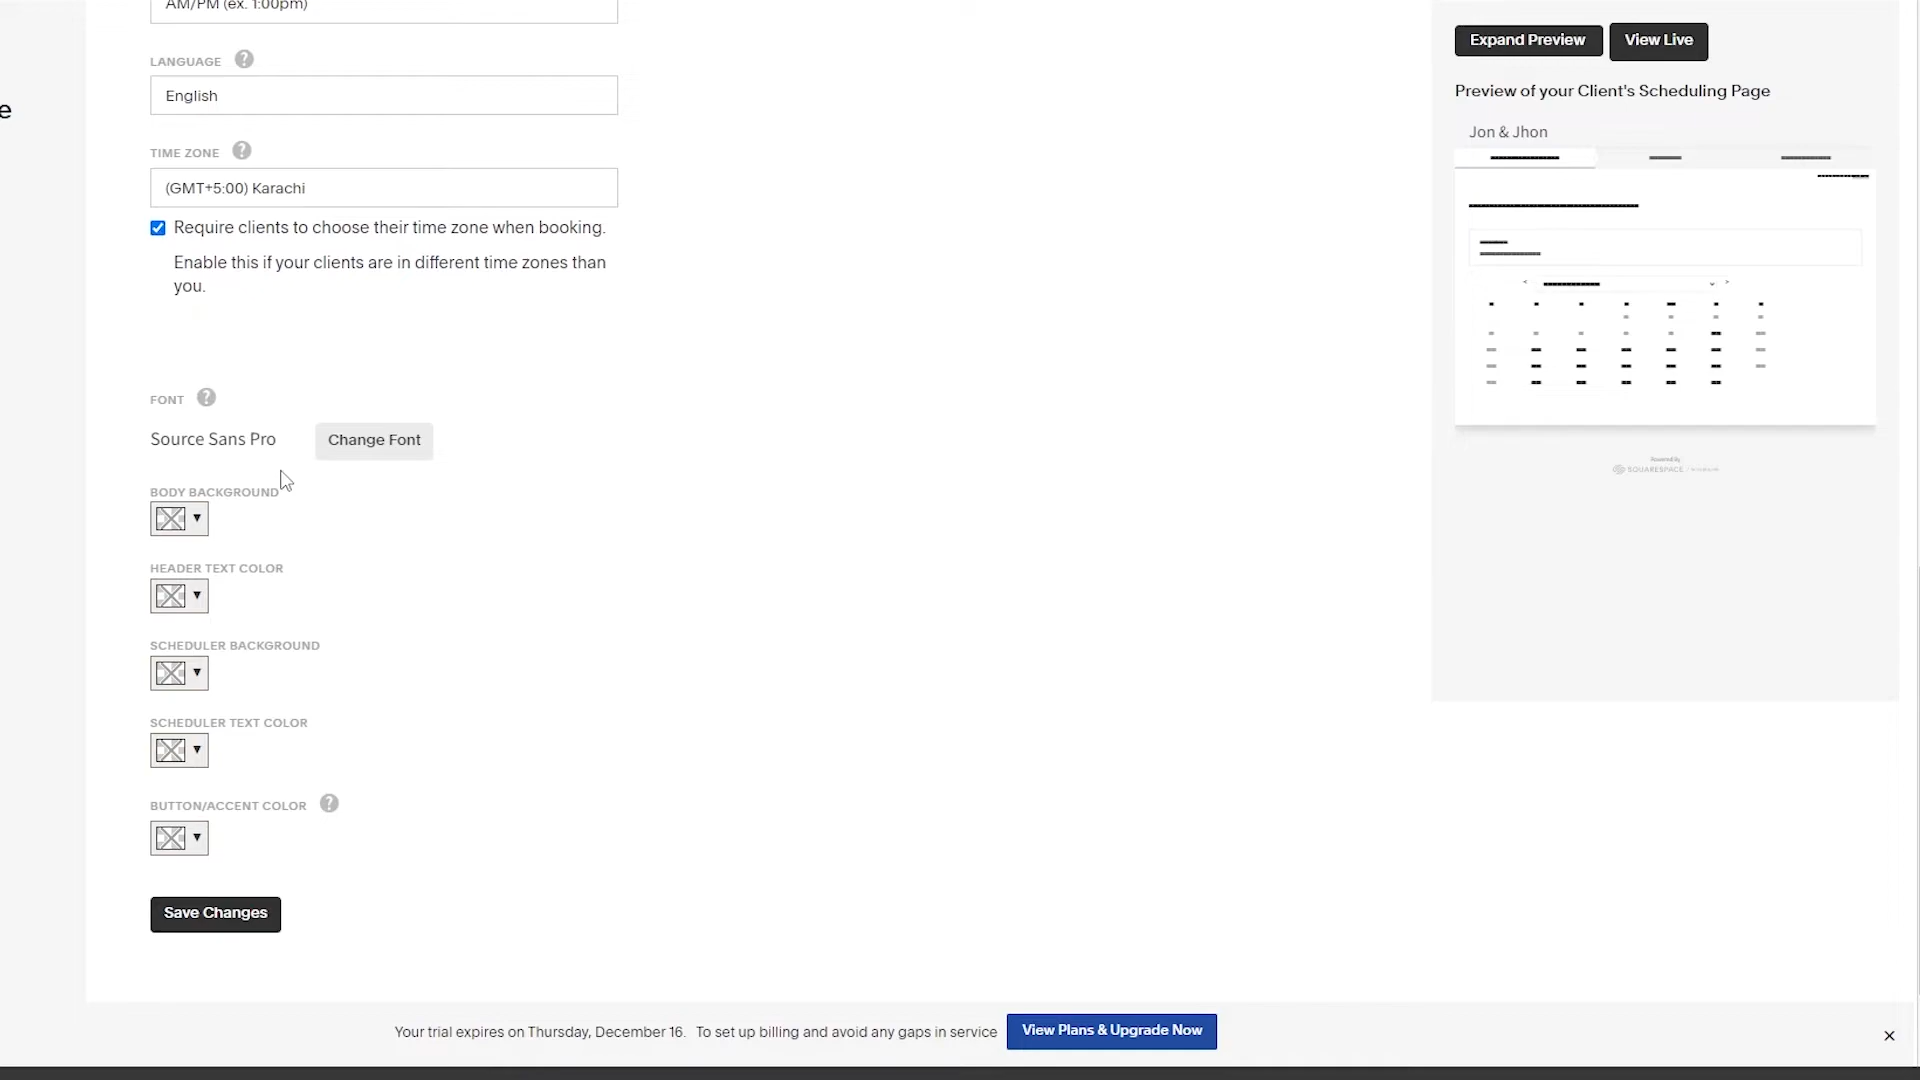 AM/PM (ex. 1:00pm)
Expand Preview
View Live
LANGUAGE ?
English
e
Preview of your Client's Scheduling Page
Jon & Jhon
TIME ZONE ?
(GMT+5:00) Karachi
Require clients to choose their time zone when booking.
Enable this if your clients are in different time zones than
you.
FONT ?
Source Sans Pro
Change Font
Powered by
SQUARESPACE
BODY BACKGROUND
HEADER TEXT COLOR
SCHEDULER BACKGROUND
SCHEDULER TEXT COLOR
BUTTON/ACCENT COLOR ?
Save Changes
Your trial expires on Thursday, December 16. To set up billing and avoid any gaps in service
View Plans & Upgrade Now